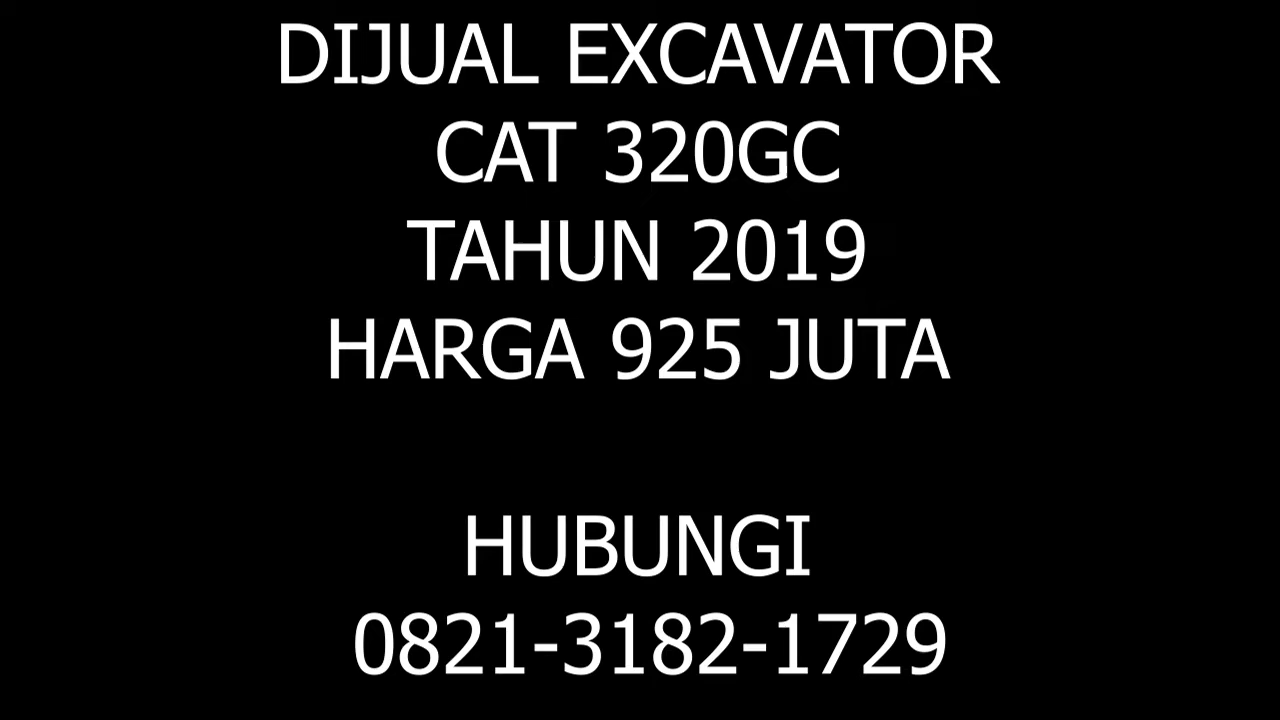 DIJUAL EXCAVATOR
CAT 320GC
TAHUN 2019
HARGA 925 JUTA
HUBUNGI
0821-3182-1729